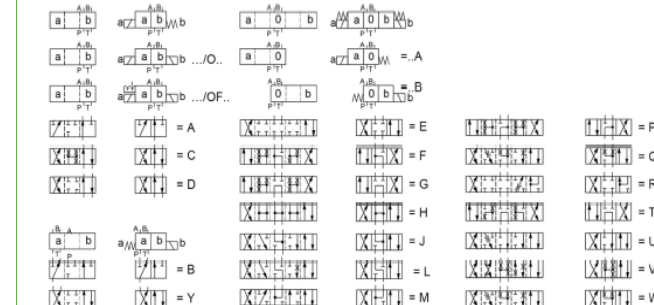 A B A B A B A B
a b a a b b a 0 b a a 0 b b
P T P T P T P T
A B A B A B A B
a b a a b b .../O.. a 0 a a 0 =..A
P T P T P T P T
A B A B A B A B
a b a a b b .../OF.. 0 b 0 b b =..B
P T P T P T P T
= A = E = P
= C = F
= D = G = R
= H = T
B A A B
a b a a b b = J = U
P P T
= B = L = V
= Y = M = W